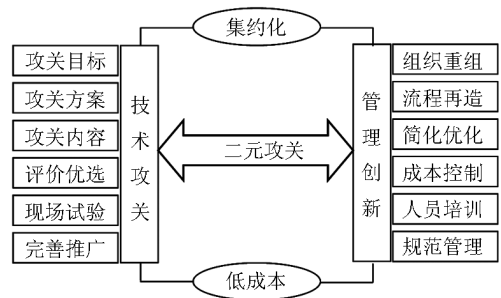 集约化
攻关目标
攻关方案
攻关内容
评价优选
现场试验
完善推广
技术攻关
二元攻关
管理创新
组织重组
流程再造
简化优化
成本控制
人员培训
规范管理
低成本